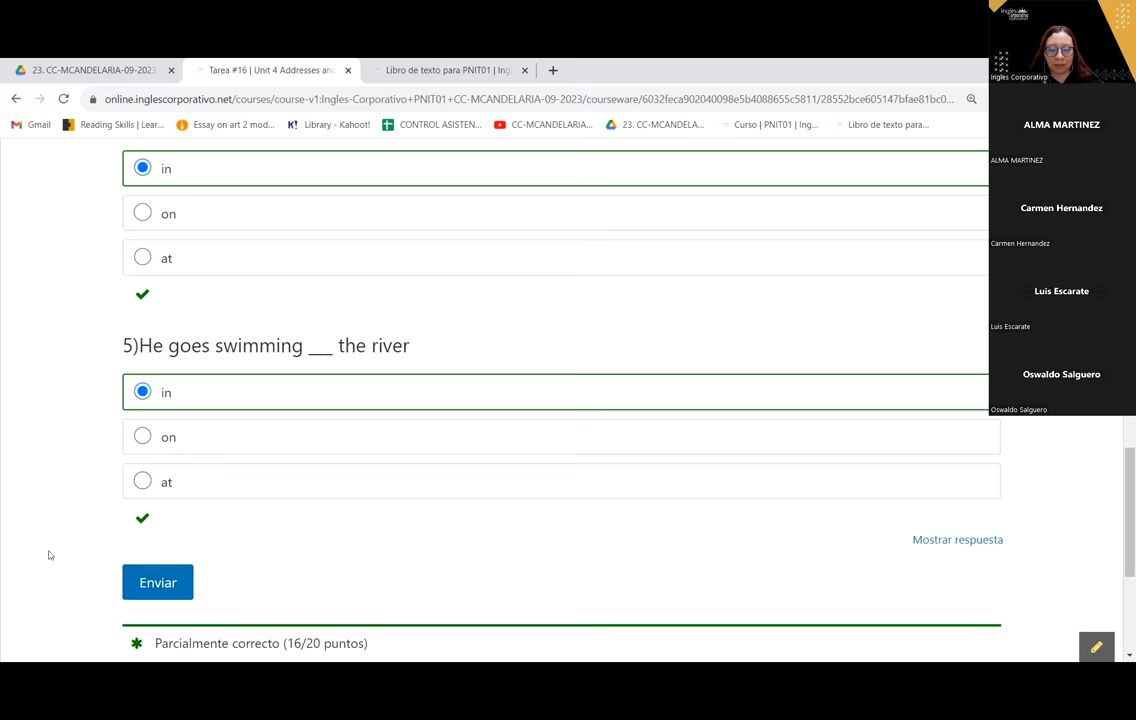 Inglés
Corporativo
Ingles Corporativo
23. CC-MCANDELARIA-09-2023
Tarea #16 | Unit 4 Addresses an
Libro de texto para PNIT01 | Ing
online.inglescorporativo.net/courses/course-v1:Ingles-Corporativo+PNIT01+CC-MCANDELARIA-09-2023/courseware/6032feca902040098e5b4088655c5811/28552bce605147bfae81bc0...
Gmail
Reading Skills | Lear...
Essay on art 2 mod...
Library - Kahoot!
CONTROL ASISTEN...
CC-MCANDELARIA...
23. CC-MCANDELA...
Curso | PNIT01 | Ing...
Libro de texto para...
ALMA MARTINEZ
ALMA MARTINEZ
Carmen Hernandez
Carmen Hernandez
Luis Escarate
Luis Escarate
Oswaldo Salguero
Oswaldo Salguero
in
on
at
5)He goes swimming ___ the river
in
on
at
Mostrar respuesta
Enviar
Parcialmente correcto (16/20 puntos)